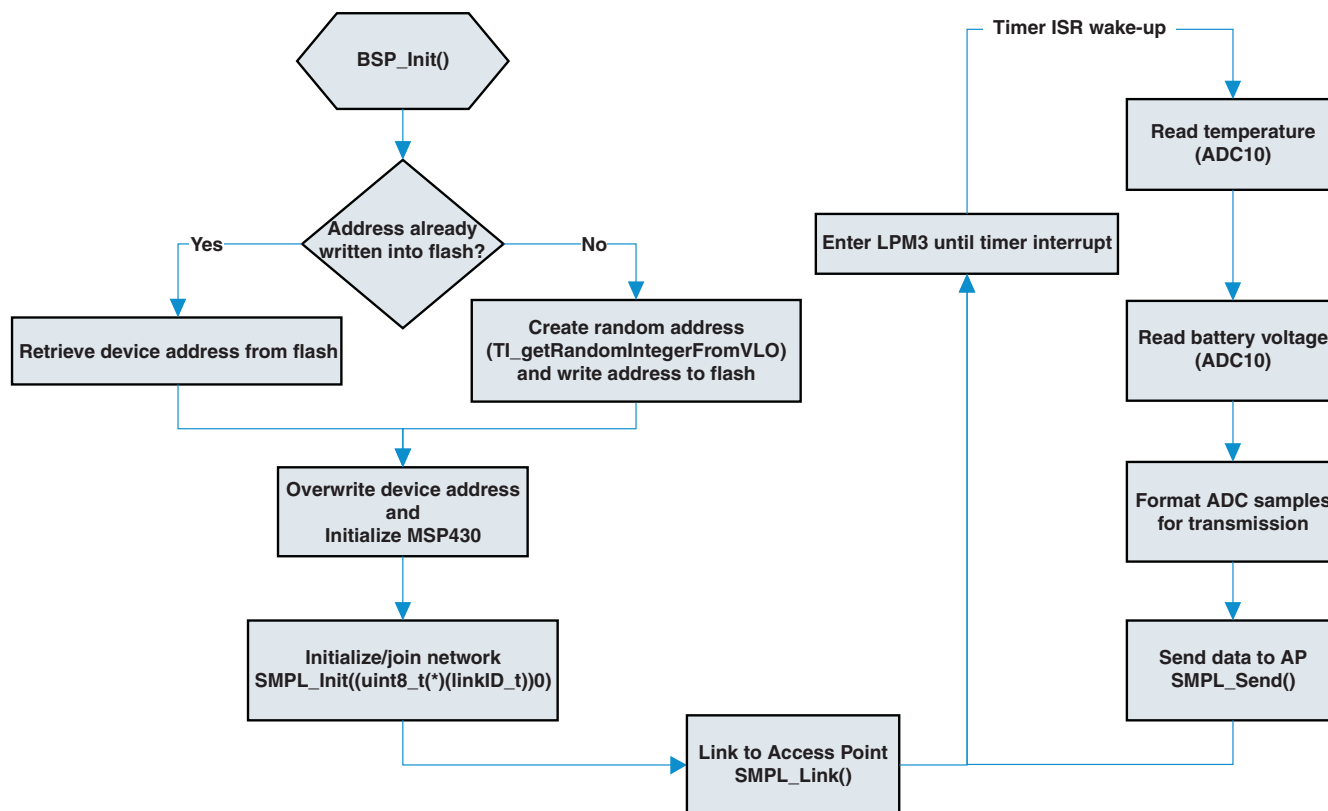 BSP_Init()
Address already
written into flash?
Yes
No
Retrieve device address from flash
Create random address
(TI_getRandomIntegerFromVLO)
and write address to flash
Overwrite device address
and
Initialize MSP430
Initialize/join network
SMPL_Init((uint8_t(*)(linkID_t))0)
Link to Access Point
SMPL_Link()
Enter LPM3 until timer interrupt
Timer ISR wake-up
Read temperature
(ADC10)
Read battery voltage
(ADC10)
Format ADC samples
for transmission
Send data to AP
SMPL_Send()